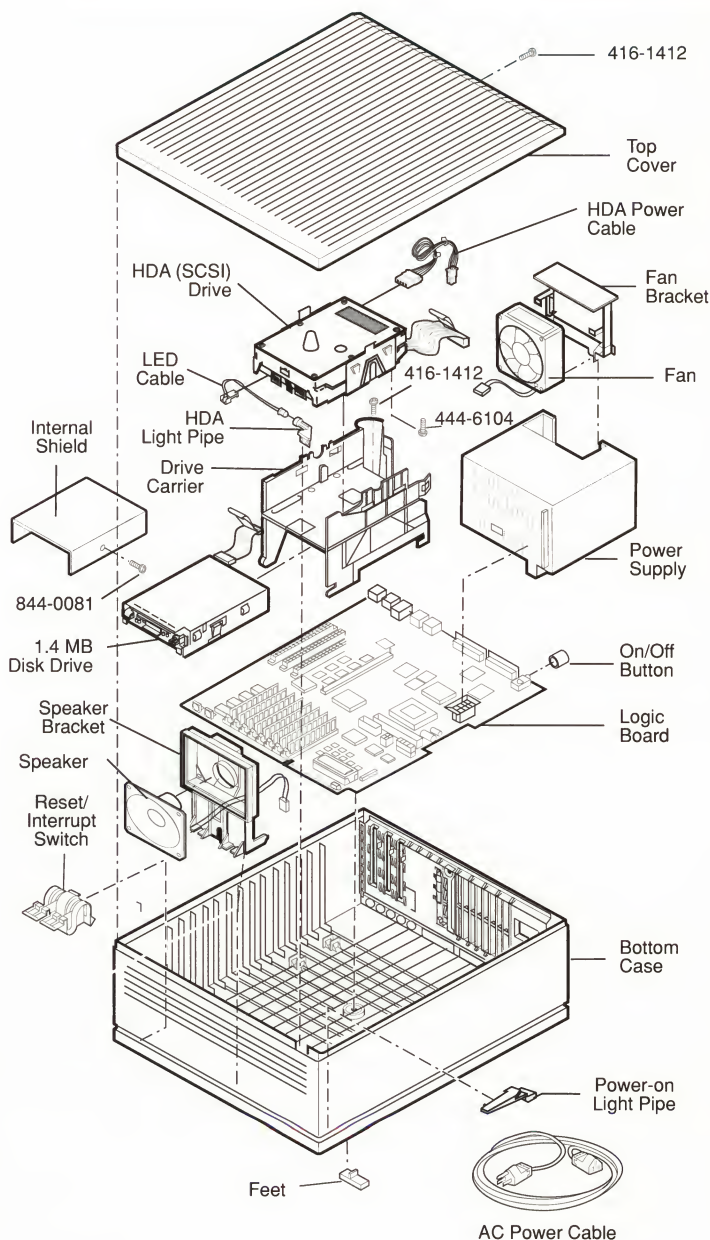 416-1412
Top
Cover
HDA Power
Cable
HDA (SCSI)
Drive
Fan
Bracket
LED
Cable
416-1412
Fan
HDA
Light Pipe
444-6104
Internal
Shield
Drive
Carrier
844-0081
Power
Supply
1.4 MB
Disk Drive
On/Off
Button
Speaker
Bracket
Logic
Board
Speaker
Reset/
Interrupt
Switch
Bottom
Case
Power-on
Light Pipe
Feet
AC Power Cable